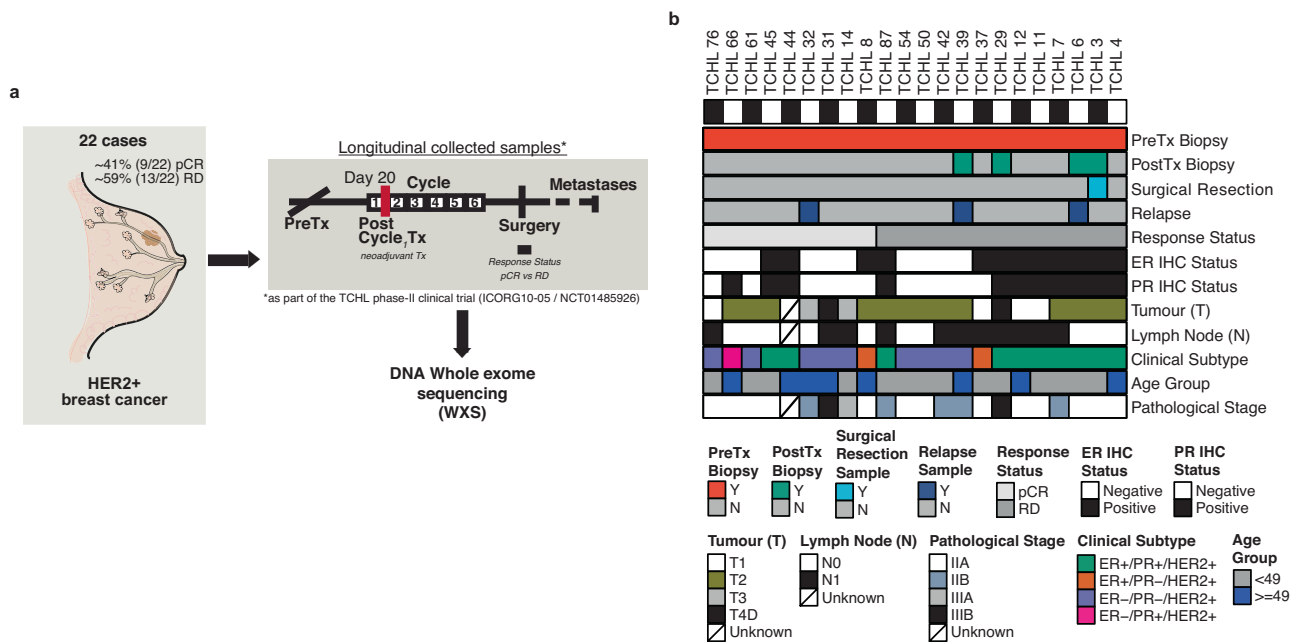 a
22 cases
~41% (9/22) pCR
~59% (13/22) RD
HER2+
breast cancer
Longitudinal collected samples*
Day 20
Cycle
Metastases
1 2 3 4 5 6
PreTx
Post
Cycle1Tx
neoadjuvant Tx
Surgery
Response Status
pCR vs RD
*as part of the TCHL phase-II clinical trial (ICORG10-05 / NCT01485926)
DNA Whole exome
sequencing
(WXS)
b
TCHL 76
TCHL 66
TCHL 61
TCHL 45
TCHL 44
TCHL 32
TCHL 31
TCHL 14
TCHL 8
TCHL 87
TCHL 54
TCHL 50
TCHL 42
TCHL 39
TCHL 37
TCHL 29
TCHL 12
TCHL 11
TCHL 7
TCHL 6
TCHL 3
TCHL 4
PreTx Biopsy
PostTx Biopsy
Surgical Resection
Relapse
Response Status
ER IHC Status
PR IHC Status
Tumour (T)
Lymph Node (N)
Clinical Subtype
Age Group
Pathological Stage
PreTx
Biopsy
Y
N
PostTx
Biopsy
Y
N
Surgical
Resection
Sample
Y
N
Relapse
Sample
Y
N
Response
Status
pCR
RD
ER IHC
Status
Negative
Positive
PR IHC
Status
Negative
Positive
Tumour (T)
T1
T2
T3
T4D
Unknown
Lymph Node (N)
N0
N1
Unknown
Pathological Stage
IIA
IIB
IIIA
IIIB
Unknown
Clinical Subtype
ER+/PR+/HER2+
ER+/PR−/HER2+
ER−/PR−/HER2+
ER−/PR+/HER2+
Age
Group
<49
>=49